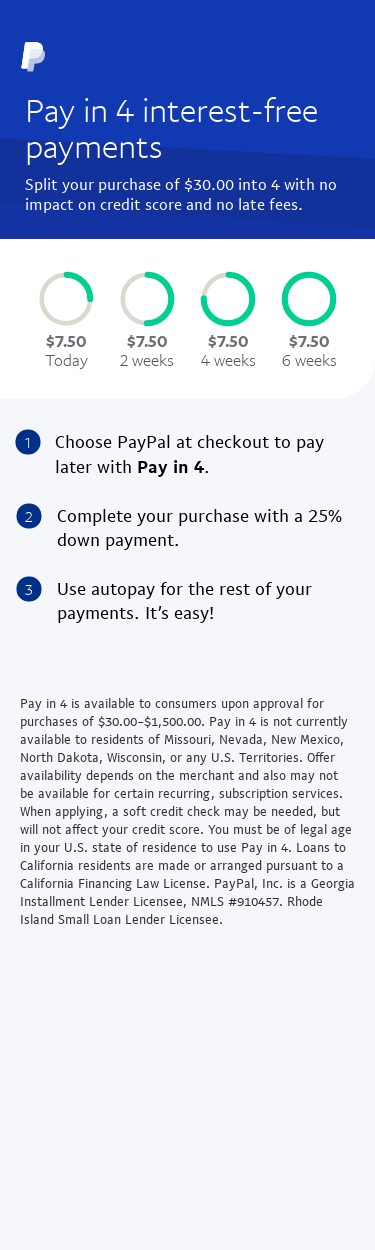 Pay in 4 interest-free
payments
Split your purchase of $30.00 into 4 with no
impact on credit score and no late fees.
$7.50 $7.50 $7.50 $7.50
Today 2 weeks 4 weeks 6 weeks
1 Choose PayPal at checkout to pay
later with Pay in 4.
2 Complete your purchase with a 25%
down payment.
3 Use autopay for the rest of your
payments. It’s easy!
Pay in 4 is available to consumers upon approval for
purchases of $30.00–$1,500.00. Pay in 4 is not currently
available to residents of Missouri, Nevada, New Mexico,
North Dakota, Wisconsin, or any U.S. Territories. Offer
availability depends on the merchant and also may not
be available for certain recurring, subscription services.
When applying, a soft credit check may be needed, but
will not affect your credit score. You must be of legal age
in your U.S. state of residence to use Pay in 4. Loans to
California residents are made or arranged pursuant to a
California Financing Law License. PayPal, Inc. is a Georgia
Installment Lender Licensee, NMLS #910457. Rhode
Island Small Loan Lender Licensee.